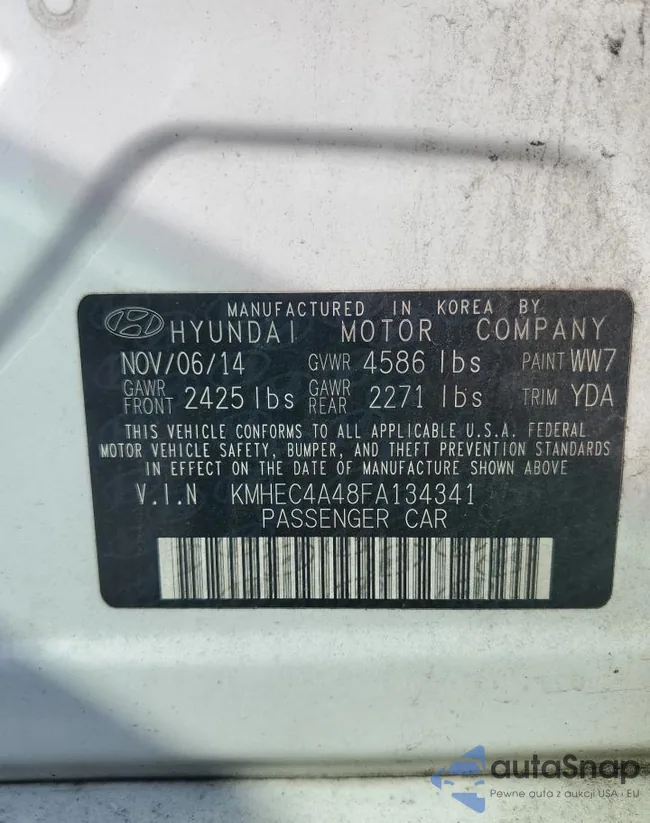 MANUFACTURED IN KOREA BY
HYUNDAI MOTOR COMPANY
NOV/06/14 GVWR 4586 lbs PAINT WW7
GAWR FRONT 2425 lbs GAWR REAR 2271 lbs TRIM YDA
THIS VEHICLE CONFORMS TO ALL APPLICABLE U.S.A. FEDERAL
MOTOR VEHICLE SAFETY, BUMPER, AND THEFT PREVENTION STANDARDS
IN EFFECT ON THE DATE OF MANUFACTURE SHOWN ABOVE
V.I.N KMHEC4A48FA134341
PASSENGER CAR
autaSnap
Pewne auta z aukcji USA i EU